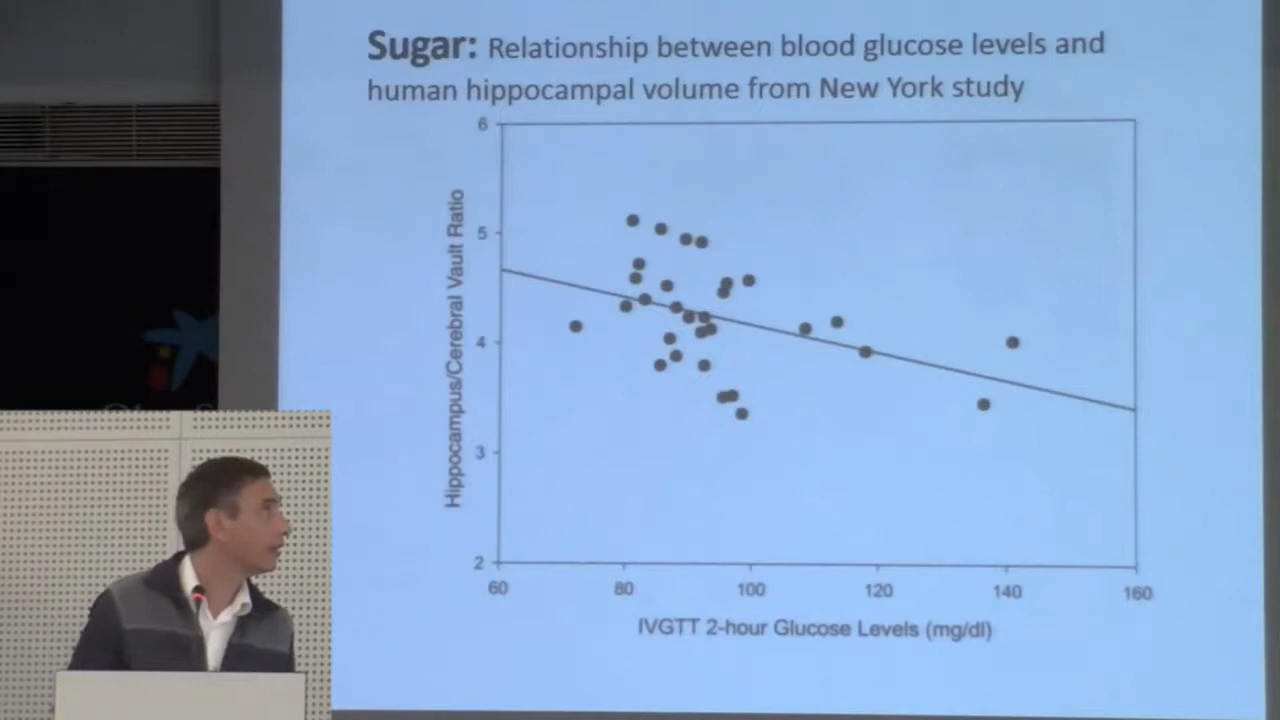 Sugar: Relationship between blood glucose levels and
human hippocampal volume from New York study
6
5
4
3
2
Hippocampus/Cerebral Vault Ratio
60 80 100 120 140 160
IVGTT 2-hour Glucose Levels (mg/dl)